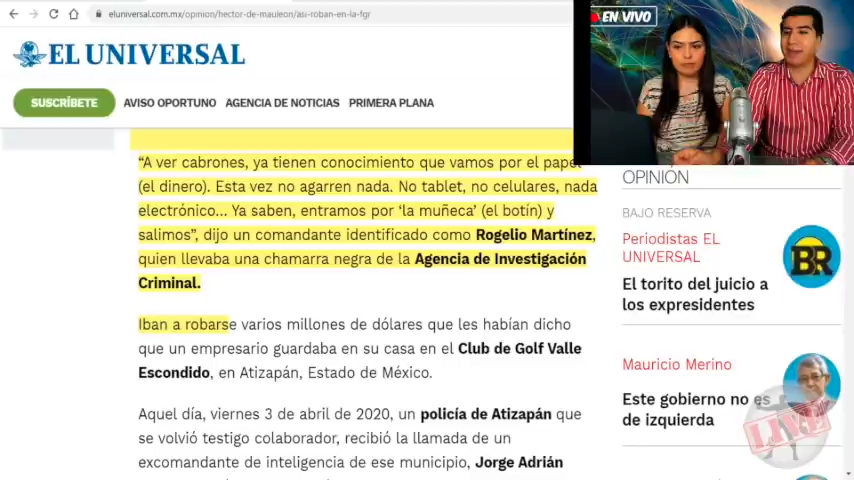 eluniversal.com.mx/opinion/hector-de-mauleon/asi-roban-en-la-fgr
EN VIVO
EL UNIVERSAL
SUSCRÍBETE
AVISO OPORTUNO
AGENCIA DE NOTICIAS
PRIMERA PLANA
“A ver cabrones, ya tienen conocimiento que vamos por el papel
(el dinero). Esta vez no agarren nada. No tablet, no celulares, nada
electrónico... Ya saben, entramos por ‘la muñeca’ (el botín) y
salimos”, dijo un comandante identificado como Rogelio Martínez,
quien llevaba una chamarra negra de la Agencia de Investigación
Criminal.
Iban a robarse varios millones de dólares que les habían dicho
que un empresario guardaba en su casa en el Club de Golf Valle
Escondido, en Atizapán, Estado de México.
Aquel día, viernes 3 de abril de 2020, un policía de Atizapán que
se volvió testigo colaborador, recibió la llamada de un
excomandante de inteligencia de ese municipio, Jorge Adrián
OPINIÓN
BAJO RESERVA
Periodistas EL
UNIVERSAL
El torito del juicio a
los expresidentes
BR
Mauricio Merino
Este gobierno no es
de izquierda
LIVE